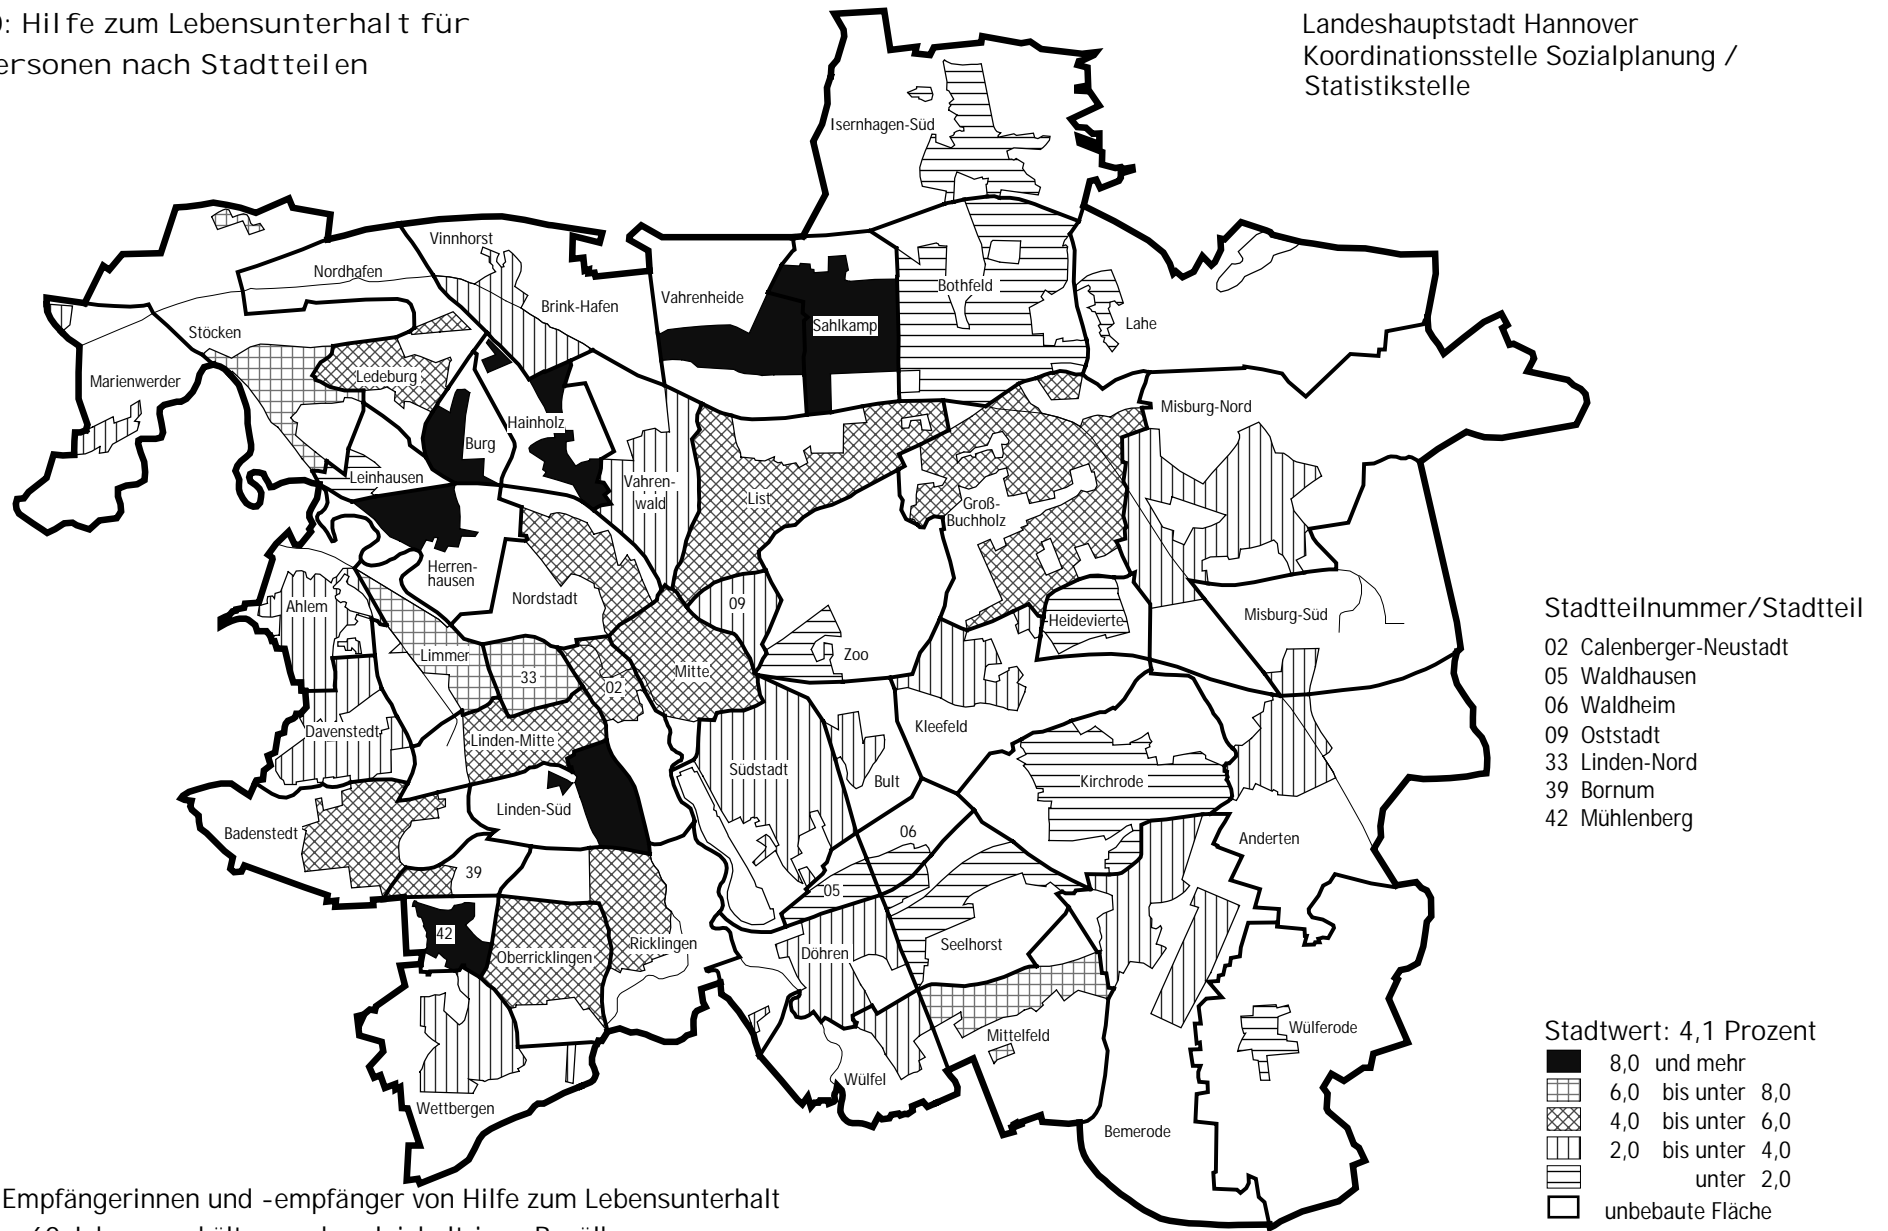 : Hilfe zum Lebensunterhalt für
ersonen nach Stadtteilen
Landeshauptstadt Hannover
Koordinationsstelle Sozialplanung /
Statistikstelle
Isernhagen-Süd
Vinnhorst
Nordhafen
Brink-Hafen
Vahrenheide
Bothfeld
Sahlkamp
Lahe
Stöcken
Marienwerder
Ledeburg
Misburg-Nord
Hainholz
Burg
Leinhausen
Vahren-
wald
List
Groß-
Buchholz
Herren-
hausen
Nordstadt
Ahlem
09
Heidevierte
Misburg-Süd
Limmer
Zoo
33
02
Mitte
Davenstedt
Linden-Mitte
Kleefeld
Südstadt
Bult
Kirchrode
Linden-Süd
Badenstedt
06
Anderten
39
05
42
Oberricklingen
Ricklingen
Döhren
Seelhorst
Mittelfeld
Wülferode
Wülfel
Wettbergen
Bemerode
Stadtteilnummer/Stadtteil
02 Calenberger-Neustadt
05 Waldhausen
06 Waldheim
09 Oststadt
33 Linden-Nord
39 Bornum
42 Mühlenberg
Stadtwert: 4,1 Prozent
8,0 und mehr
6,0 bis unter 8,0
4,0 bis unter 6,0
2,0 bis unter 4,0
unter 2,0
unbebaute Fläche
Empfängerinnen und -empfänger von Hilfe zum Lebensunterhalt